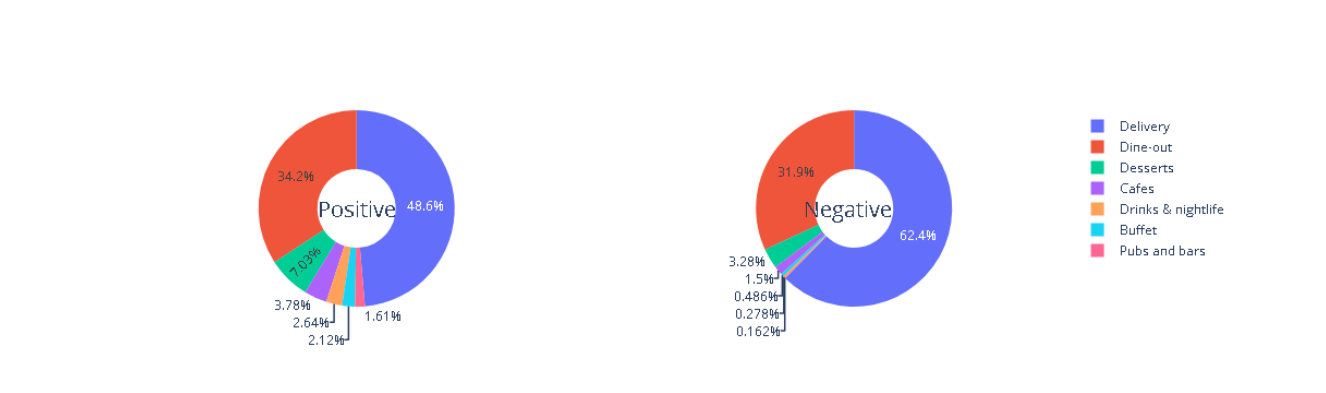 34.2%
Positive
48.6%
7.03%
3.78%
2.64%
2.12%
1.61%
31.9%
Negative
62.4%
3.28%
1.5%
0.486%
0.278%
0.162%
Delivery
Dine-out
Desserts
Cafes
Drinks & nightlife
Buffet
Pubs and bars